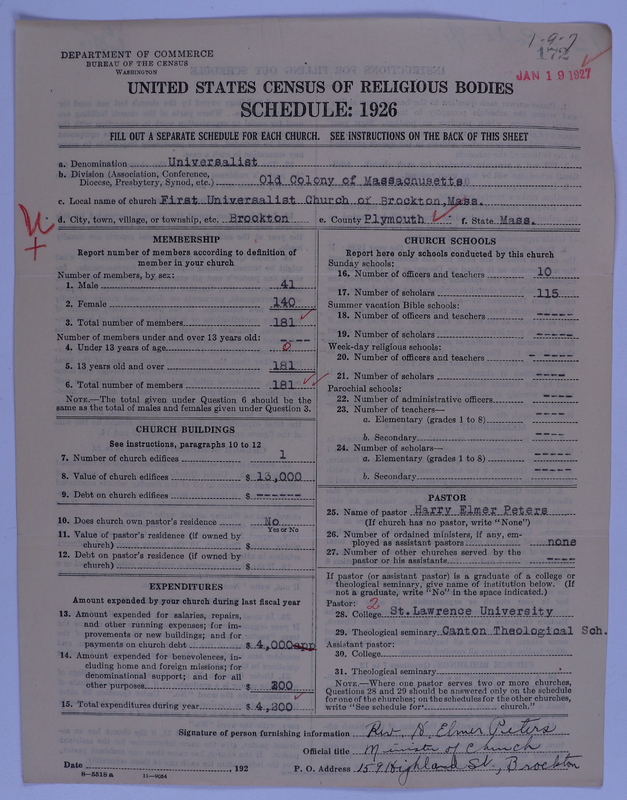 1-9-7
172
JAN 19 1927
DEPARTMENT OF COMMERCE
BUREAU OF THE CENSUS
WASHINGTON
UNITED STATES CENSUS OF RELIGIOUS BODIES
SCHEDULE: 1926
FILL OUT A SEPARATE SCHEDULE FOR EACH CHURCH. SEE INSTRUCTIONS ON THE BACK OF THIS SHEET
a. Denomination Universalist
b. Division (Association, Conference,
Diocese, Presbytery, Synod, etc.) Old Colony of Massachusetts
c. Local name of church First Universalist Church of Brockton, Mass.
d. City, town, village, or township, etc. Brockton e. County Plymouth f. State Mass.
MEMBERSHIP
Report number of members according to definition of
member in your church
Number of members, by sex:
1. Male 41
2. Female 140
3. Total number of members 181
Number of members under and over 13 years old:
4. Under 13 years of age ---- 0
5. 13 years old and over 181
6. Total number of members 181
NOTE.—The total given under Question 6 should be the
same as the total of males and females given under Question 3.
CHURCH BUILDINGS
See instructions, paragraphs 10 to 12
7. Number of church edifices 1
8. Value of church edifices $ 13,000
9. Debt on church edifices $ ------
10. Does church own pastor's residence No
Yes or No
11. Value of pastor's residence (if owned by
church) $
12. Debt on pastor's residence (if owned by
church) $
EXPENDITURES
Amount expended by your church during last fiscal year
13. Amount expended for salaries, repairs,
and other running expenses; for im-
provements or new buildings; and for
payments on church debt $ 4,000app
14. Amount expended for benevolences, in-
cluding home and foreign missions; for
denominational support; and for all
other purposes $ 200
15. Total expenditures during year $ 4,200
CHURCH SCHOOLS
Report here only schools conducted by this church
Sunday schools:
16. Number of officers and teachers 10
17. Number of scholars 115
Summer vacation Bible schools:
18. Number of officers and teachers -----
19. Number of scholars -----
Week-day religious schools:
20. Number of officers and teachers - -----
21. Number of scholars ----
Parochial schools:
22. Number of administrative officers -----
23. Number of teachers—
a. Elementary (grades 1 to 8) ----
b. Secondary ----
24. Number of scholars—
a. Elementary (grades 1 to 8) -----
b. Secondary -----
PASTOR
25. Name of pastor Harry Elmer Peters
(If church has no pastor, write "None")
26. Number of ordained ministers, if any, em-
ployed as assistant pastors none
27. Number of other churches served by the
pastor or his assistants ----
If pastor (or assistant pastor) is a graduate of a college or
theological seminary, give name of institution below. (If
not a graduate, write "No" in the space indicated.)
Pastor: 2
28. College St.Lawrence University
29. Theological seminary Canton Theological Sch.
Assistant pastor:
30. College
31. Theological seminary
NOTE.—Where one pastor serves two or more churches,
Questions 28 and 29 should be answered only on the schedule
for one of the churches; on the schedules for the other churches,
write "See schedule for church."
Signature of person furnishing information Rev. H. Elmer Peters
Official title Minister of Church
Date , 192 P. O. Address 159 Highland St., Brockton
8-5518a 11-9034